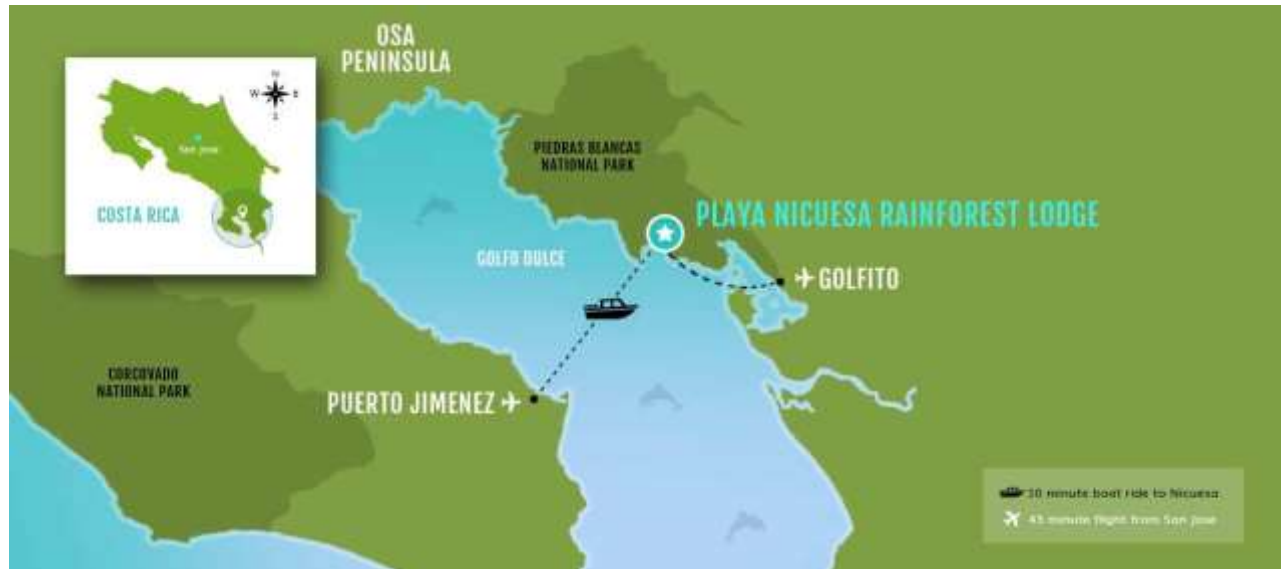 OSA
PENINSULA
N
W
E
S
San Jose
COSTA RICA
PIEDRAS BLANCAS
NATIONAL PARK
PLAYA NICUESA RAINFOREST LODGE
GOLFO DULCE
GOLFITO
CORCOVADO
NATIONAL PARK
PUERTO JIMENEZ
minute boat ride to Nicuesa
45 minute flight from San Jose